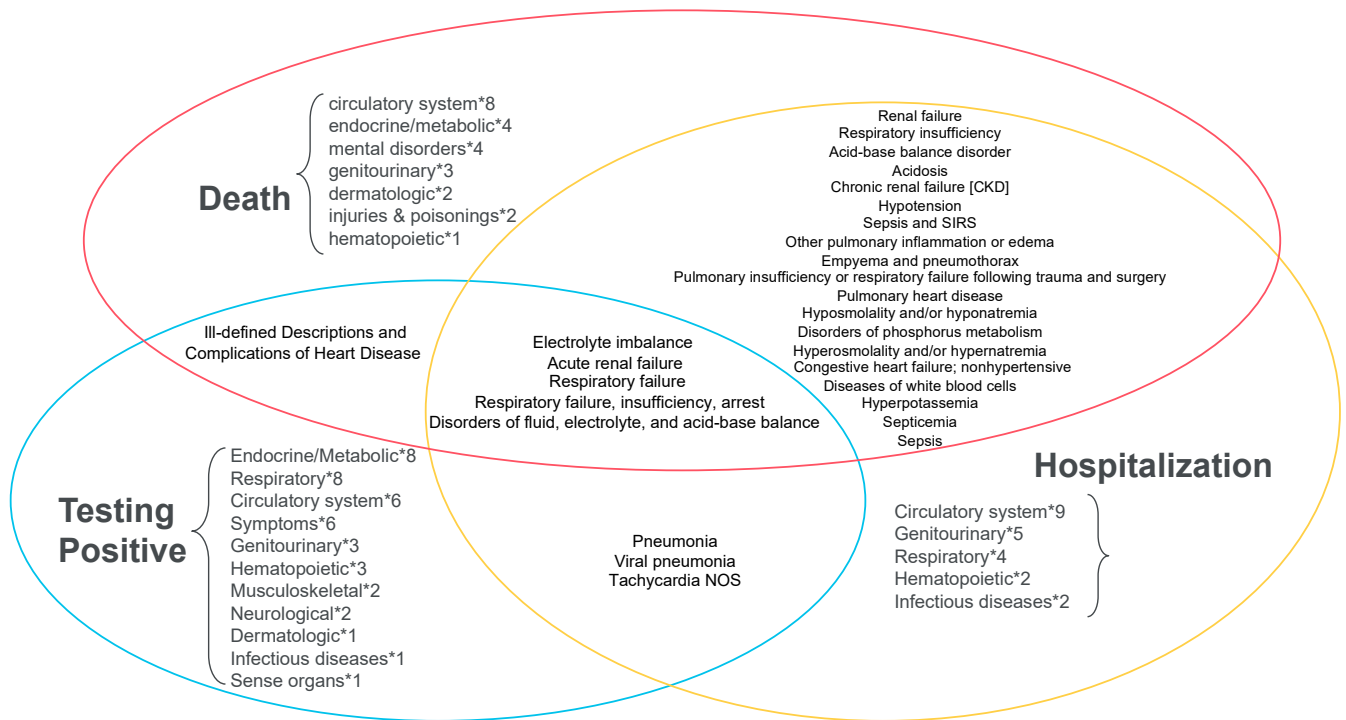 Death
circulatory system*8
endocrine/metabolic*4
mental disorders*4
genitourinary*3
dermatologic*2
injuries & poisonings*2
hematopoietic*1
Renal failure
Respiratory insufficiency
Acid-base balance disorder
Acidosis
Chronic renal failure [CKD]
Hypotension
Sepsis and SIRS
Other pulmonary inflammation or edema
Empyema and pneumothorax
Pulmonary insufficiency or respiratory failure following trauma and surgery
Pulmonary heart disease
Hyposmolality and/or hyponatremia
Disorders of phosphorus metabolism
Hyperosmolality and/or hypernatremia
Congestive heart failure; nonhypertensive
Diseases of white blood cells
Hyperpotassemia
Septicemia
Sepsis
Ill-defined Descriptions and
Complications of Heart Disease
Electrolyte imbalance
Acute renal failure
Respiratory failure
Respiratory failure, insufficiency, arrest
Disorders of fluid, electrolyte, and acid-base balance
Testing
Positive
Endocrine/Metabolic*8
Respiratory*8
Circulatory system*6
Symptoms*6
Genitourinary*3
Hematopoietic*3
Musculoskeletal*2
Neurological*2
Dermatologic*1
Infectious diseases*1
Sense organs*1
Pneumonia
Viral pneumonia
Tachycardia NOS
Hospitalization
Circulatory system*9
Genitourinary*5
Respiratory*4
Hematopoietic*2
Infectious diseases*2